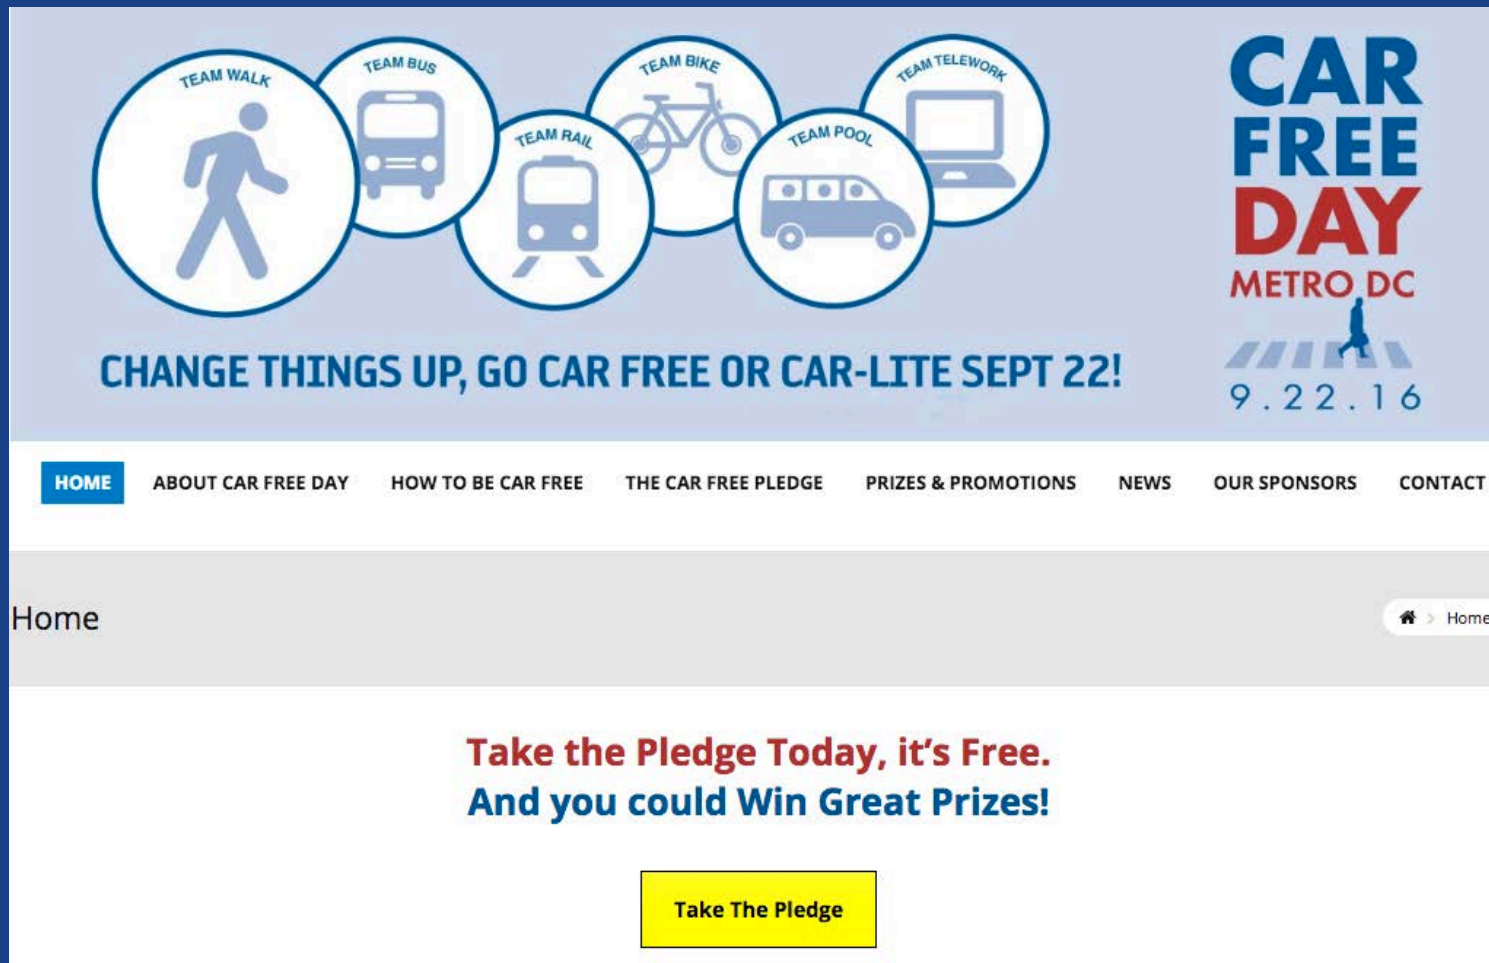 TEAM WALK
TEAM BUS
TEAM RAIL
TEAM BIKE
TEAM POOL
TEAM TELEWORK
CAR
FREE
DAY
METRO DC
9.22.16
CHANGE THINGS UP, GO CAR FREE OR CAR-LITE SEPT 22!
HOME ABOUT CAR FREE DAY HOW TO BE CAR FREE THE CAR FREE PLEDGE PRIZES & PROMOTIONS NEWS OUR SPONSORS CONTACT
Home
> Home
Take the Pledge Today, it's Free.
And you could Win Great Prizes!
Take The Pledge